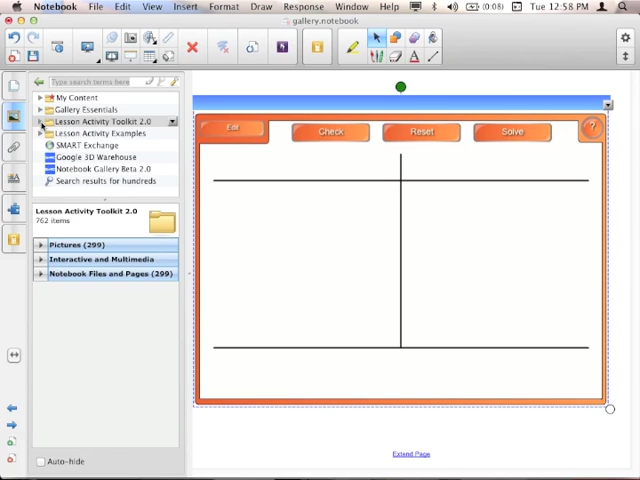 Notebook File Edit View Insert Format Draw Response Window (0:08) Tue 12:58 PM
gallery.notebook
Type search terms here
My Content
Gallery Essentials
Lesson Activity Toolkit 2.0
Lesson Activity Examples
SMART Exchange
Google 3D Warehouse
Notebook Gallery Beta 2.0
Search results for hundreds
Lesson Activity Toolkit 2.0
762 items
Pictures (299)
Interactive and Multimedia
Notebook Files and Pages (299)
Auto-hide
Edit Check Reset Solve ?
Extend Page